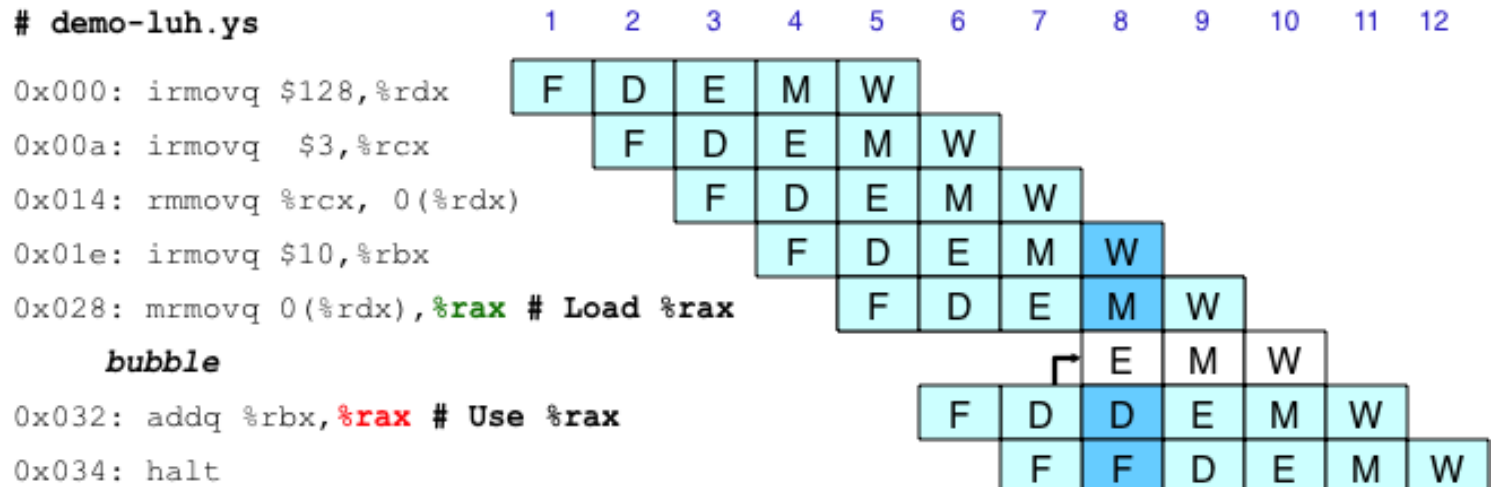 # demo-luh.ys 1 2 3 4 5 6 7 8 9 10 11 12
0x000: irmovq $128,%rdx F D E M W
0x00a: irmovq  $3,%rcx F D E M W
0x014: rmmovq %rcx, 0(%rdx) F D E M W
0x01e: irmovq $10,%rbx F D E M W
0x028: mrmovq 0(%rdx),%rax # Load %rax F D E M W
bubble E M W
0x032: addq %rbx,%rax # Use %rax F D D E M W
0x034: halt F F D E M W